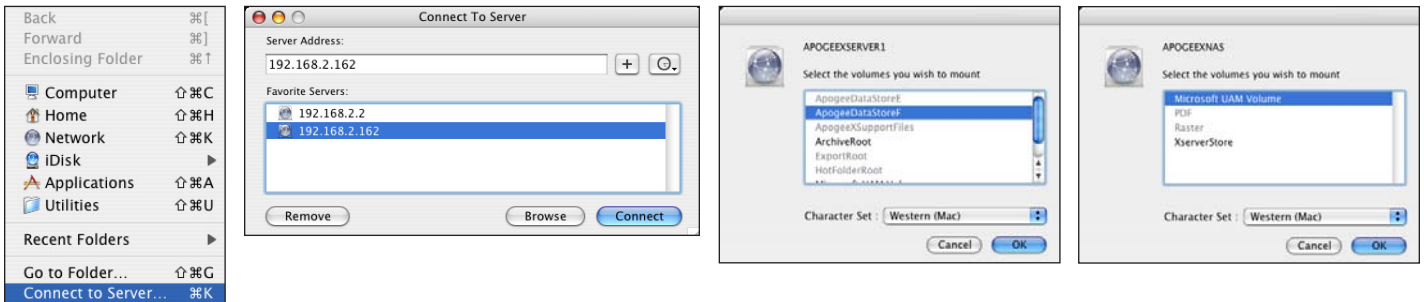 Back ⌘[
Forward ⌘]
Enclosing Folder ⌘↑
Computer ⇧⌘C
Home ⇧⌘H
Network ⇧⌘K
iDisk ▶
Applications ⇧⌘A
Utilities ⇧⌘U
Recent Folders ▶
Go to Folder... ⇧⌘G
Connect to Server... ⌘K
Connect To Server
Server Address:
192.168.2.162
+
Favorite Servers:
192.168.2.2
192.168.2.162
Remove Browse Connect
APOGEEXSERVER1
Select the volumes you wish to mount
ApogeeDataStoreE
ApogeeDataStoreF
ApogeeXSupportFiles
ArchiveRoot
ExportRoot
HotFolderRoot
Character Set : Western (Mac)
Cancel OK
APOGEEXNAS
Select the volumes you wish to mount
Microsoft UAM Volume
PDF
Raster
XserverStore
Character Set : Western (Mac)
Cancel OK